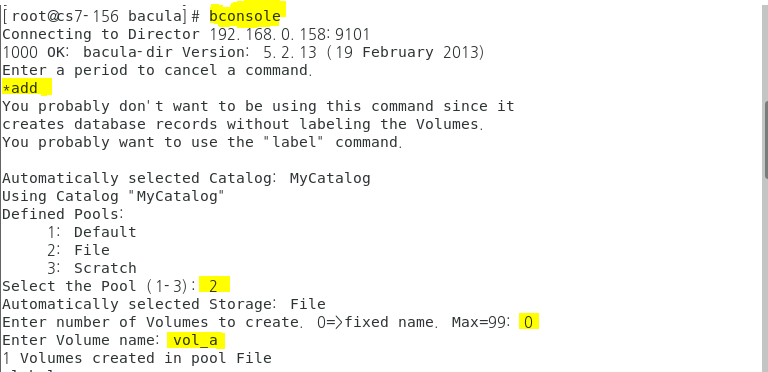 [root@cs7-156 bacula]# bconsole
Connecting to Director 192.168.0.158:9101
1000 OK: bacula-dir Version: 5.2.13 (19 February 2013)
Enter a period to cancel a command.
*add
You probably don't want to be using this command since it
creates database records without labeling the Volumes.
You probably want to use the "label" command.
Automatically selected Catalog: MyCatalog
Using Catalog "MyCatalog"
Defined Pools:
1: Default
2: File
3: Scratch
Select the Pool (1-3): 2
Automatically selected Storage: File
Enter number of Volumes to create. 0=>fixed name. Max=99: 0
Enter Volume name: vol_a
1 Volumes created in pool File